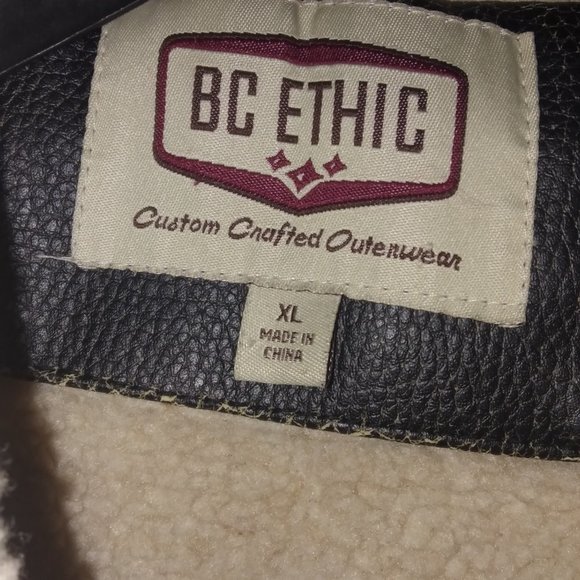 BC ETHIC
Custom Crafted Outerwear
XL
MADE IN
CHINA